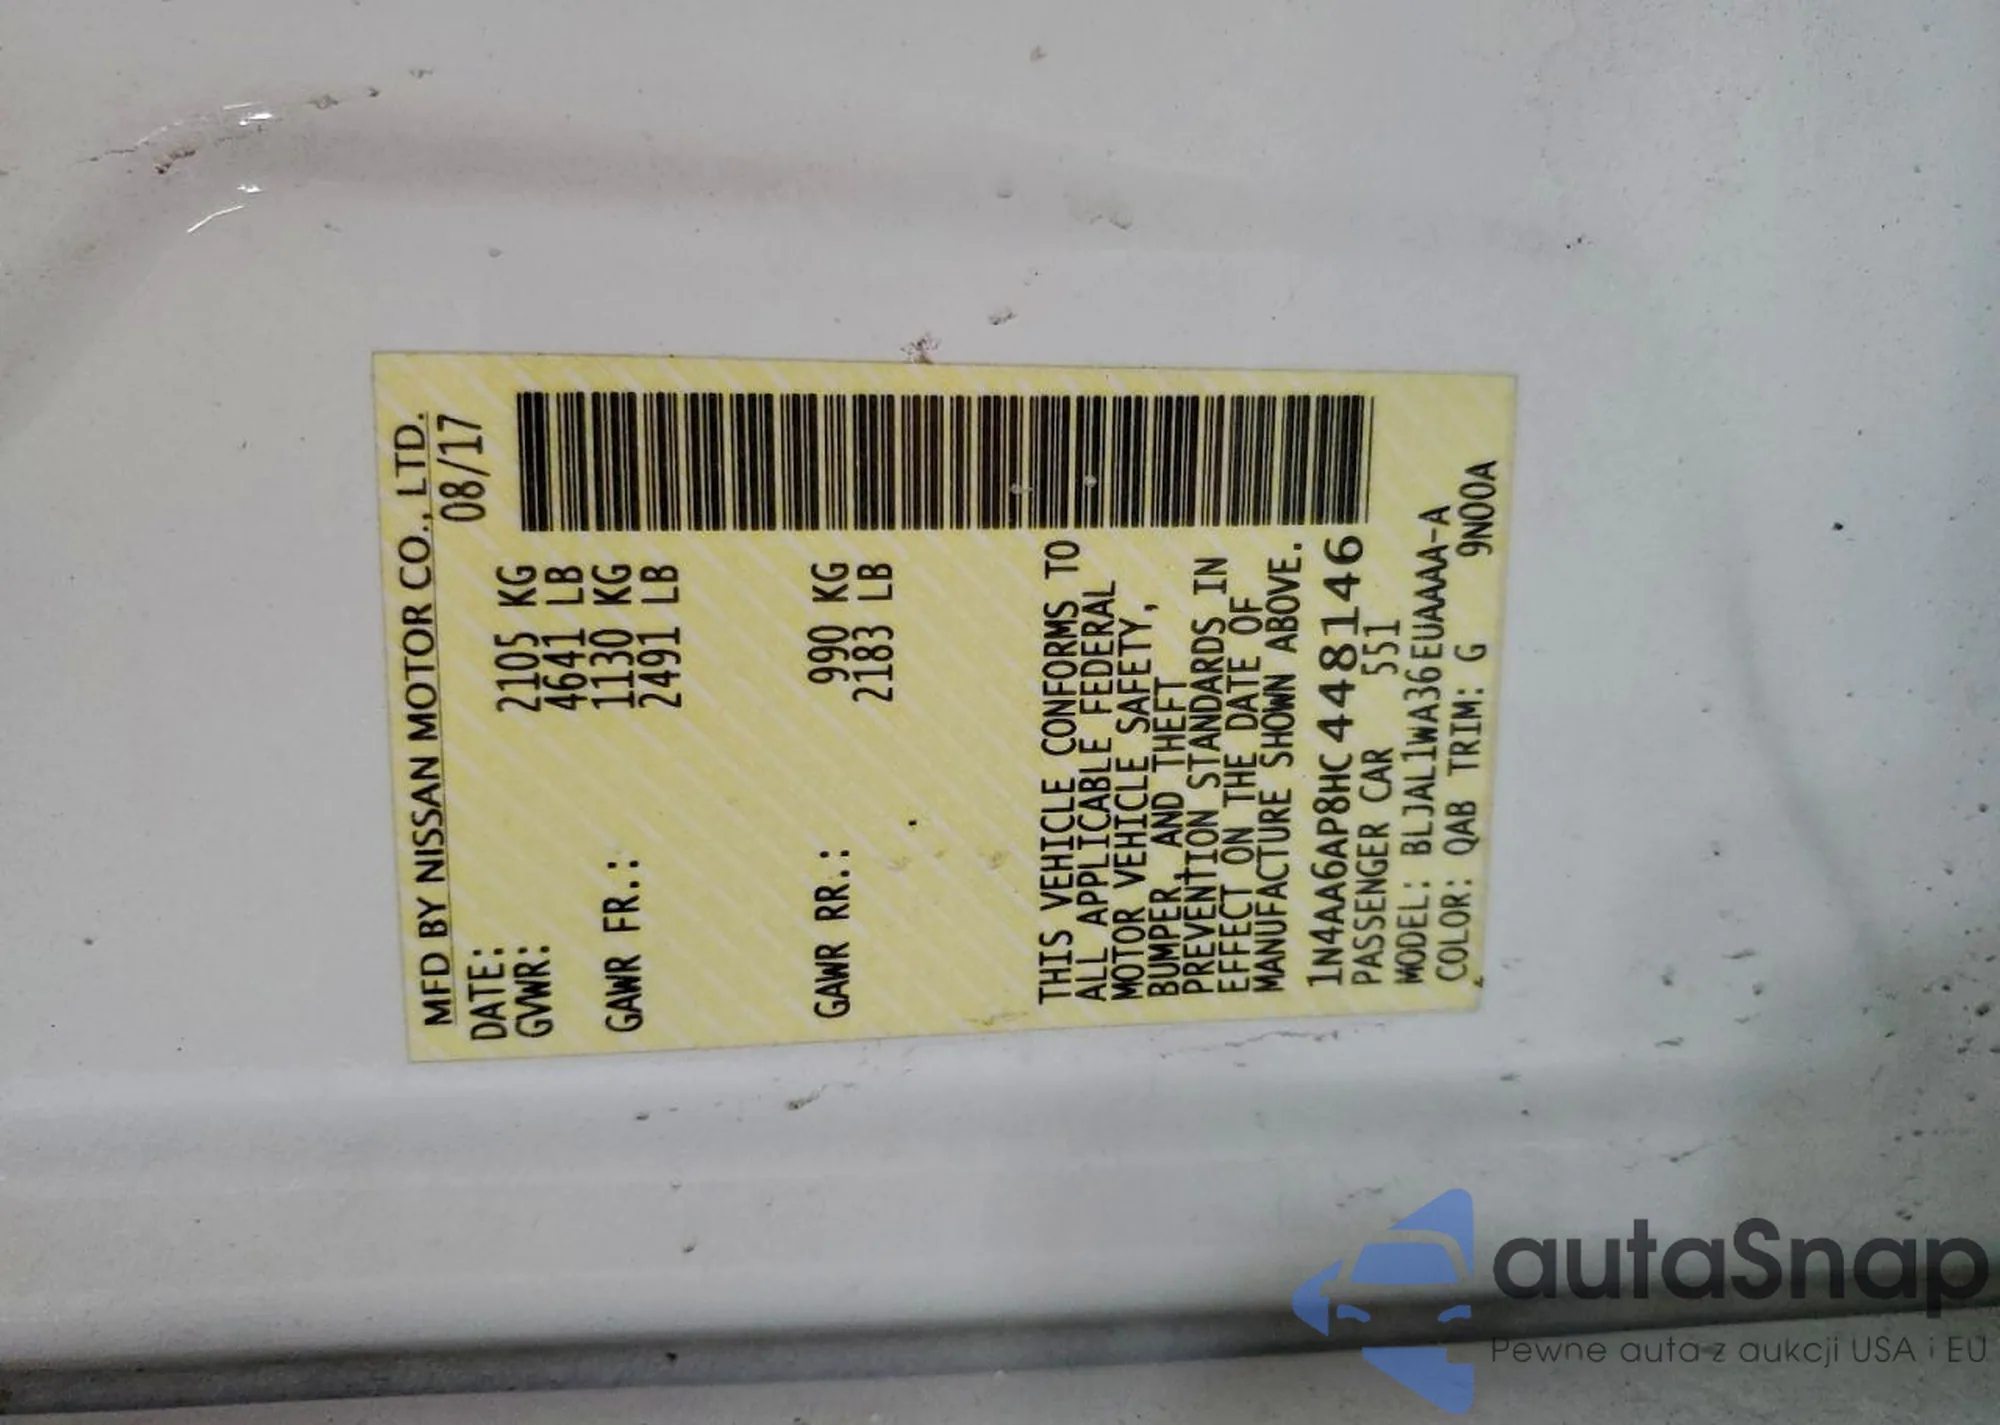 MFD BY NISSAN MOTOR CO., LTD.
DATE: 08/17
GVWR: 2105 KG
4641 LB
GAWR FR.: 1130 KG
2491 LB
GAWR RR.: 990 KG
2183 LB
THIS VEHICLE CONFORMS TO
ALL APPLICABLE FEDERAL
MOTOR VEHICLE SAFETY,
BUMPER, AND THEFT
PREVENTION STANDARDS IN
EFFECT ON THE DATE OF
MANUFACTURE SHOWN ABOVE.
1N4AA6AP8HC448146
PASSENGER CAR 551
MODEL: BLJAL1WA36EUAAAA-A
COLOR: QAB TRIM: G 9N00A
autaSnap
Pewne auta z aukcji USA i EU